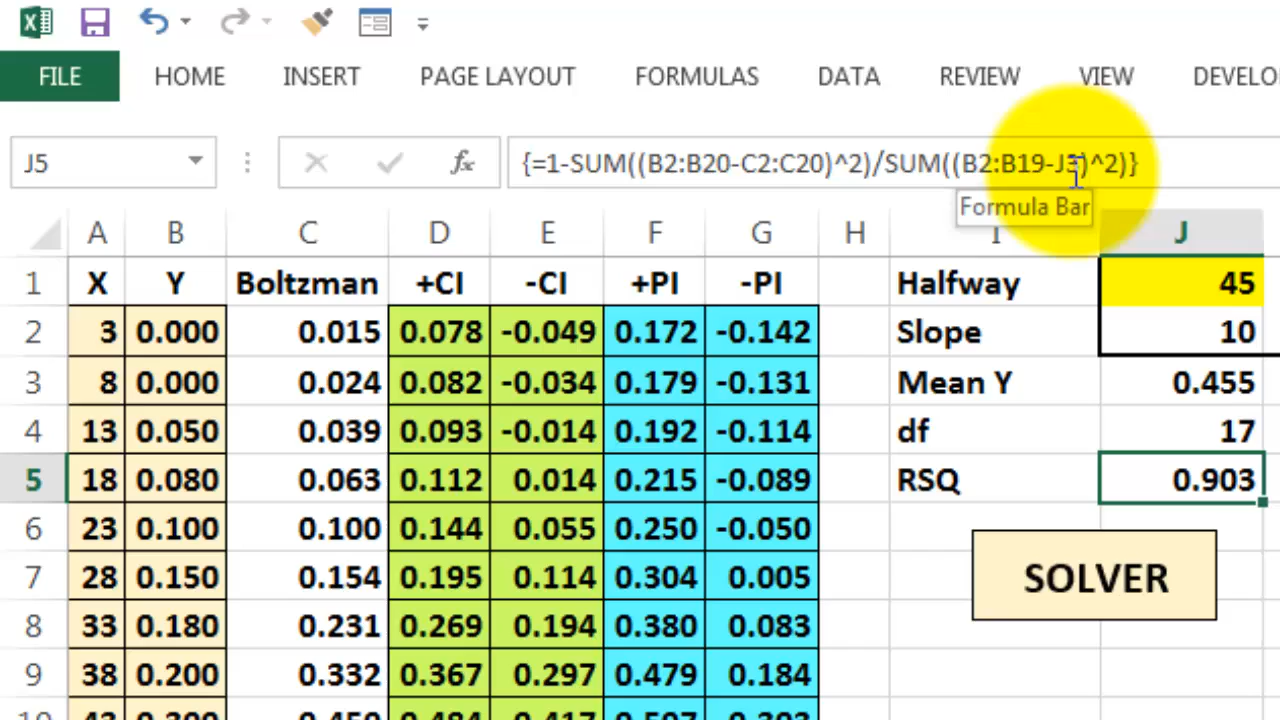 FILE HOME INSERT PAGE LAYOUT FORMULAS DATA REVIEW VIEW DEVELO
J5 fx {=1-SUM((B2:B20-C2:C20)^2)/SUM((B2:B19-J3)^2)}
Formula Bar
A B C D E F G H I J
1 X Y Boltzman +CI -CI +PI -PI Halfway 45
2 3 0.000 0.015 0.078 -0.049 0.172 -0.142 Slope 10
3 8 0.000 0.024 0.082 -0.034 0.179 -0.131 Mean Y 0.455
4 13 0.050 0.039 0.093 -0.014 0.192 -0.114 df 17
5 18 0.080 0.063 0.112 0.014 0.215 -0.089 RSQ 0.903
6 23 0.100 0.100 0.144 0.055 0.250 -0.050
7 28 0.150 0.154 0.195 0.114 0.304 0.005
SOLVER
8 33 0.180 0.231 0.269 0.194 0.380 0.083
9 38 0.200 0.332 0.367 0.297 0.479 0.184